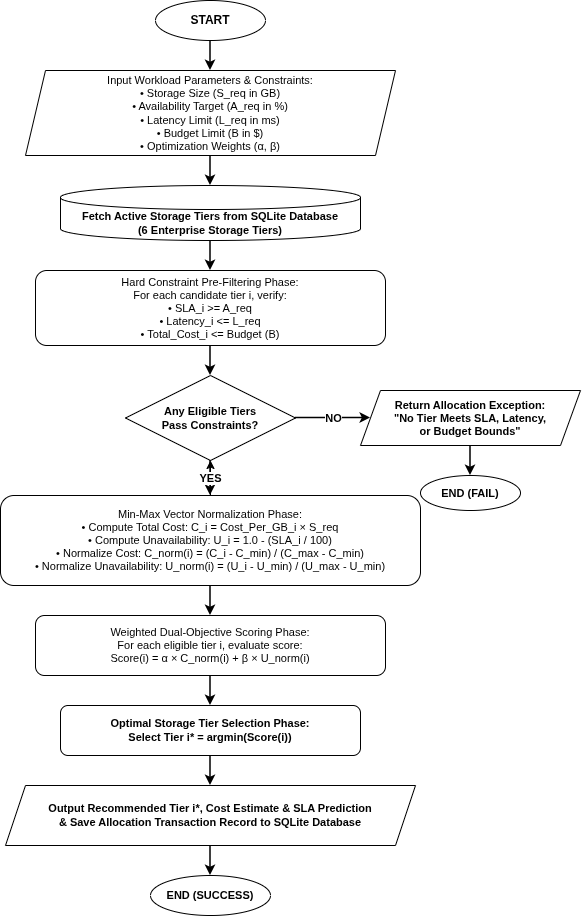 START
Input Workload Parameters & Constraints:
• Storage Size (S_req in GB)
• Availability Target (A_req in %)
• Latency Limit (L_req in ms)
• Budget Limit (B in $)
• Optimization Weights (α, β)
Fetch Active Storage Tiers from SQLite Database
(6 Enterprise Storage Tiers)
Hard Constraint Pre-Filtering Phase:
For each candidate tier i, verify:
• SLA_i >= A_req
• Latency_i <= L_req
• Total_Cost_i <= Budget (B)
Any Eligible Tiers
Pass Constraints?
NO
Return Allocation Exception:
"No Tier Meets SLA, Latency,
or Budget Bounds"
END (FAIL)
YES
Min-Max Vector Normalization Phase:
• Compute Total Cost: C_i = Cost_Per_GB_i × S_req
• Compute Unavailability: U_i = 1.0 - (SLA_i / 100)
• Normalize Cost: C_norm(i) = (C_i - C_min) / (C_max - C_min)
• Normalize Unavailability: U_norm(i) = (U_i - U_min) / (U_max - U_min)
Weighted Dual-Objective Scoring Phase:
For each eligible tier i, evaluate score:
Score(i) = α × C_norm(i) + β × U_norm(i)
Optimal Storage Tier Selection Phase:
Select Tier i* = argmin(Score(i))
Output Recommended Tier i*, Cost Estimate & SLA Prediction
& Save Allocation Transaction Record to SQLite Database
END (SUCCESS)